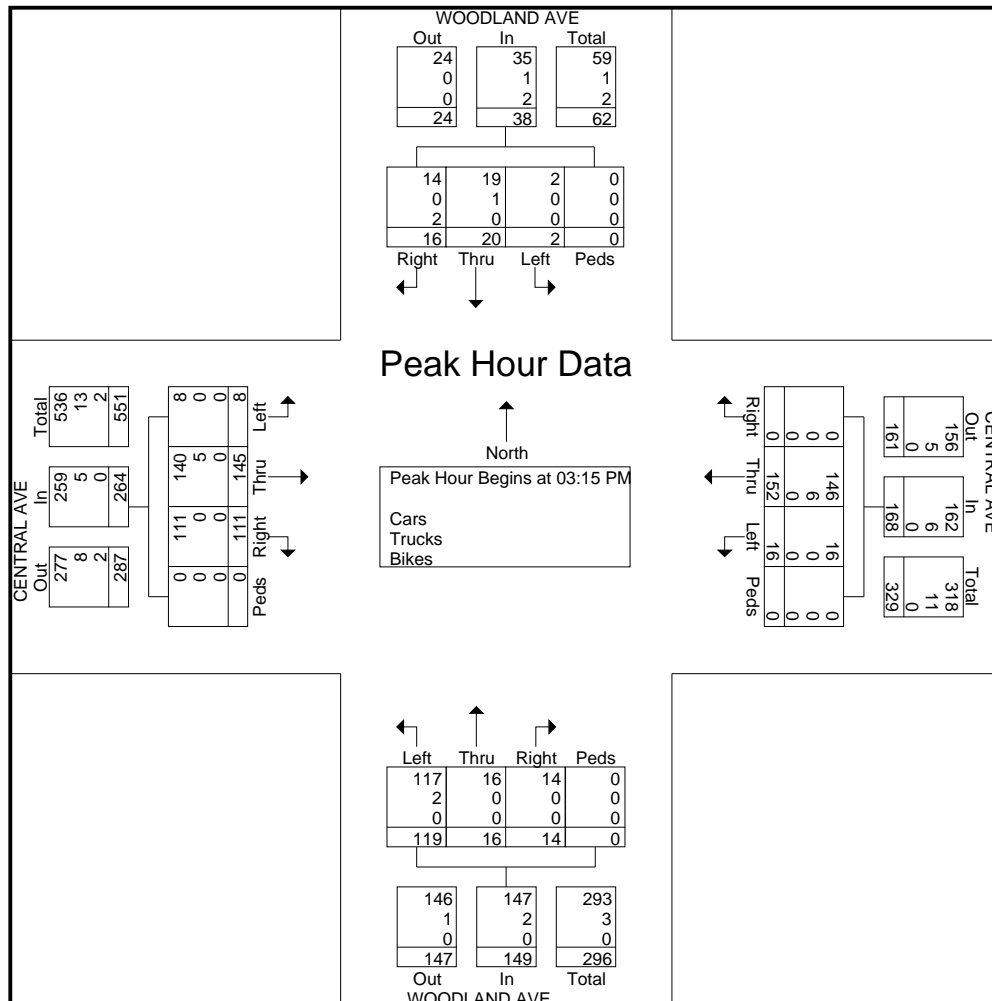 WOODLAND AVE
Out In Total
24 35 59
0 1 1
0 2 2
24 38 62
14 19 2 0
0 1 0 0
2 0 0 0
16 20 2 0
Right Thru Left Peds
Peak Hour Data
North
Peak Hour Begins at 03:15 PM
Cars
Trucks
Bikes
CENTRAL AVE
Out In Total
277 259 536
8 5 13
2 0 2
287 264 551
Peds Right Thru Left
0 111 140 8
0 0 5 0
0 0 0 0
0 111 145 8
CENTRAL AVE
Out In Total
156 162 318
5 6 11
0 0 0
161 168 329
Right Thru Left Peds
0 146 16 0
0 6 0 0
0 0 0 0
0 152 16 0
Left Thru Right Peds
117 16 14 0
2 0 0 0
0 0 0 0
119 16 14 0
146 147 293
1 2 3
0 0 0
147 149 296
Out In Total
WOODLAND AVE